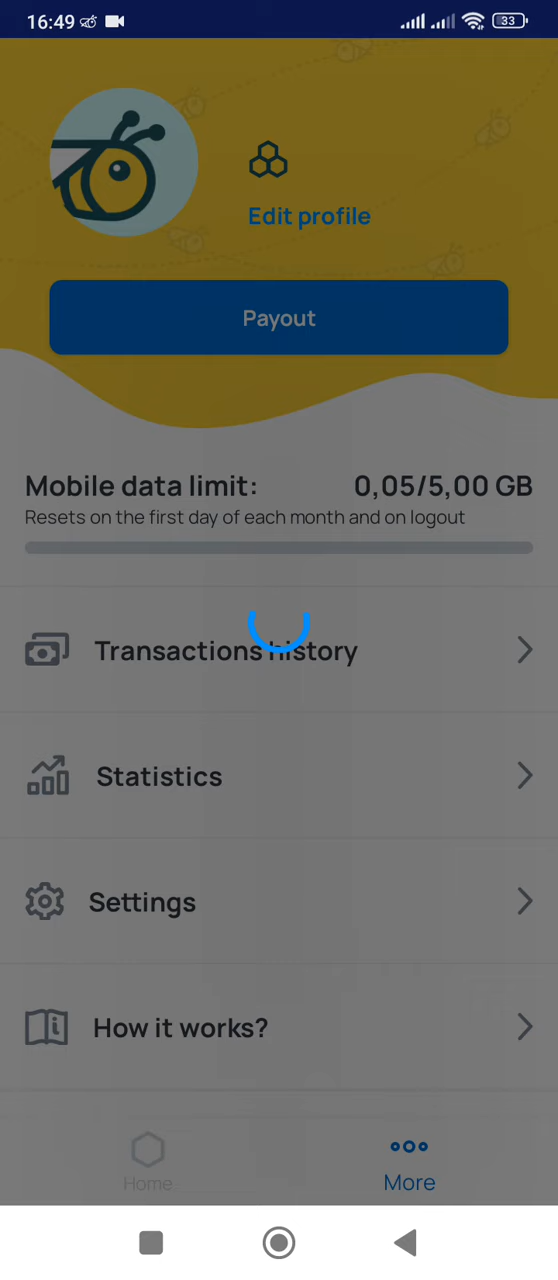 16:49
33
Edit profile
Payout
Mobile data limit: 0,05/5,00 GB
Resets on the first day of each month and on logout
Transactions history
Statistics
Settings
How it works?
Home
More